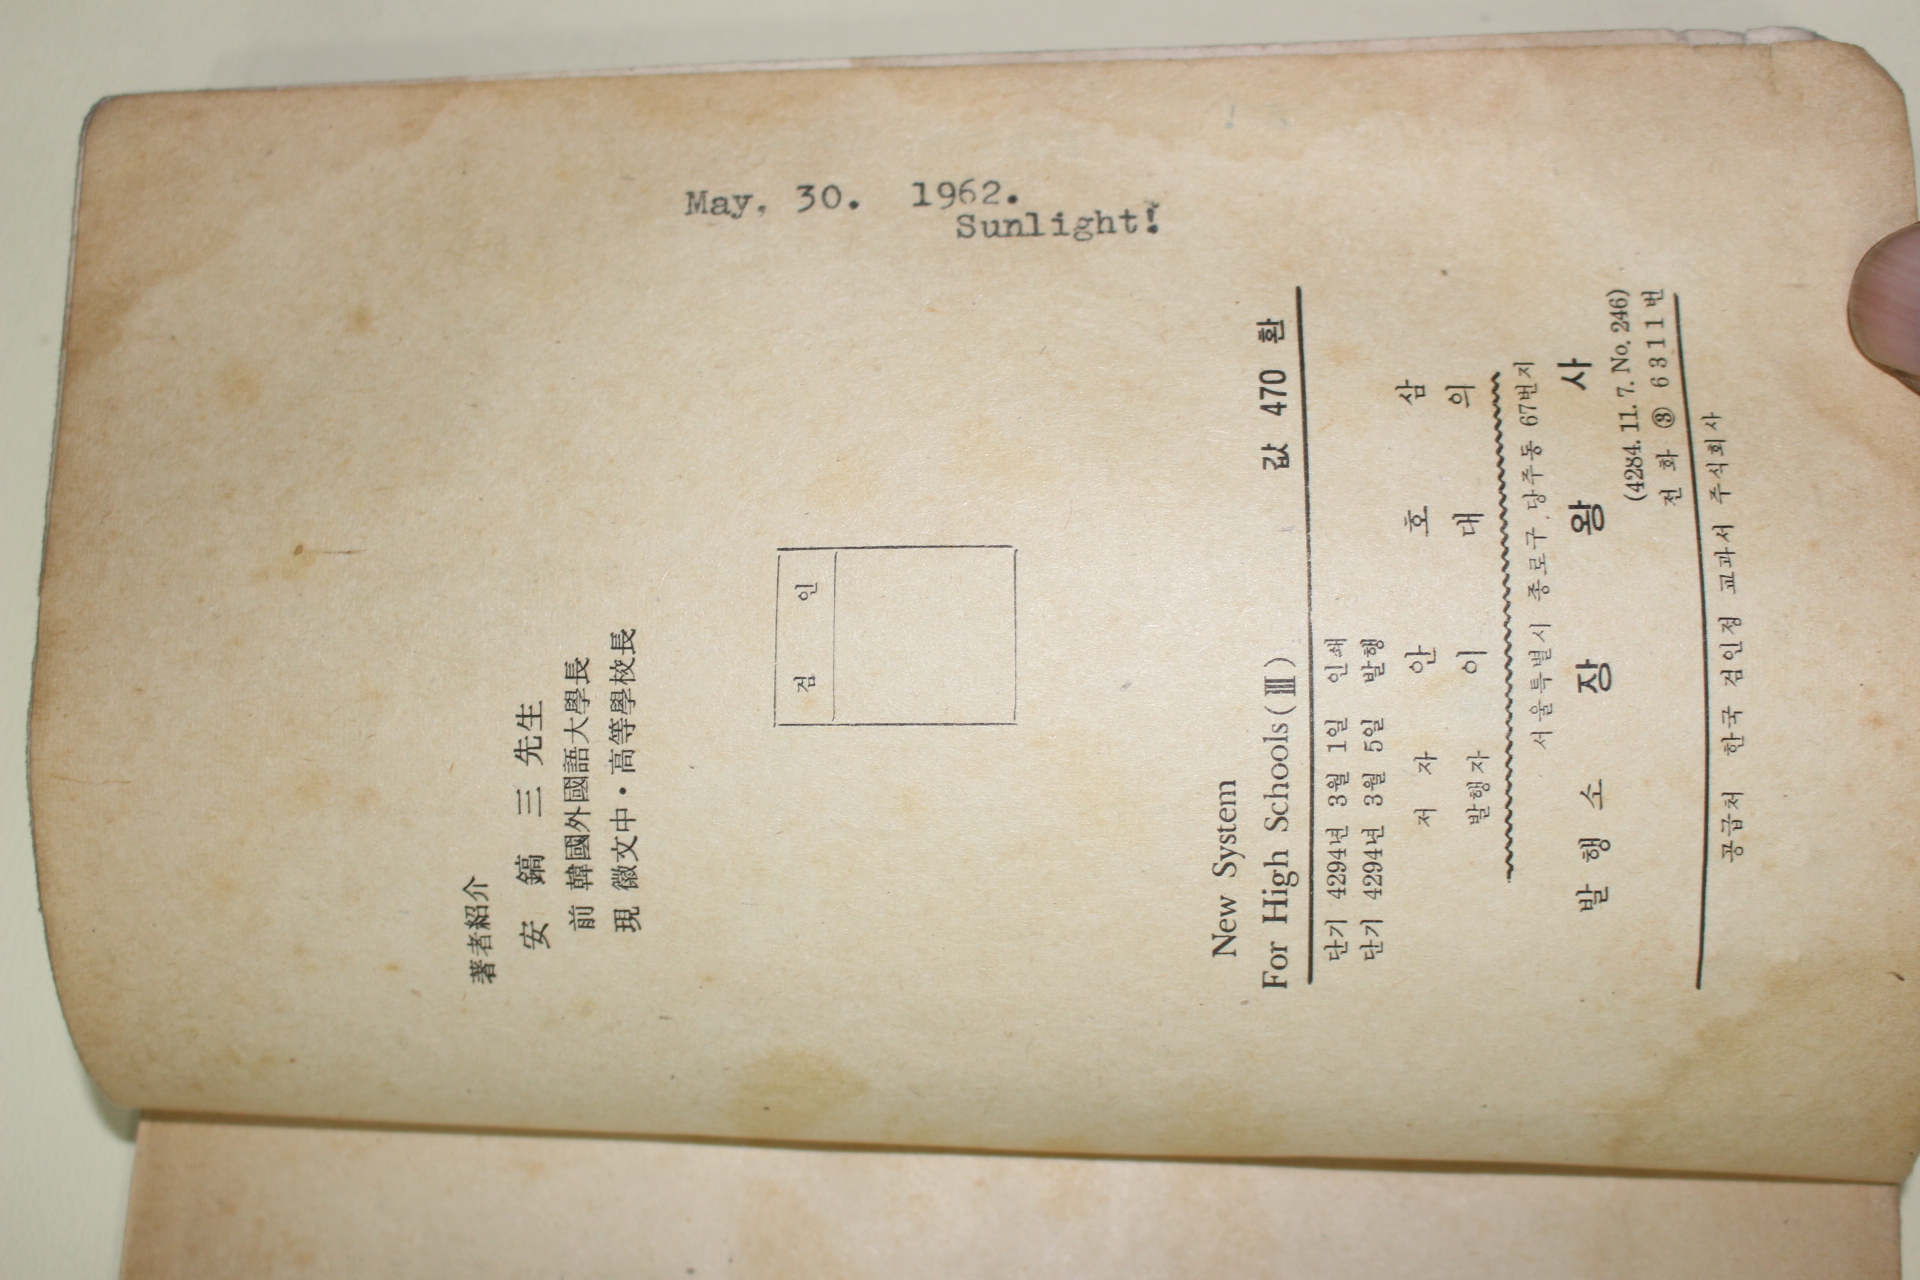 May. 30. 1962.
Sunlight!
著者紹介
安 鎬 三 先生
前 韓國外國語大學長
現 徽文中·高等學校長
검 인
New System
For High Schools (Ⅲ) 값 470 환
단기 4294년 3월 1일 인쇄
단기 4294년 3월 5일 발행
저 자 안 호 삼
발행자 이 대 의
서울특별시 종로구 당주동 67번지
발 행 소 장 왕 사
(4284. 11. 7. No. 246)
전 화 ③ 6311번
공급처 한국 검인정 교과서 주식회사